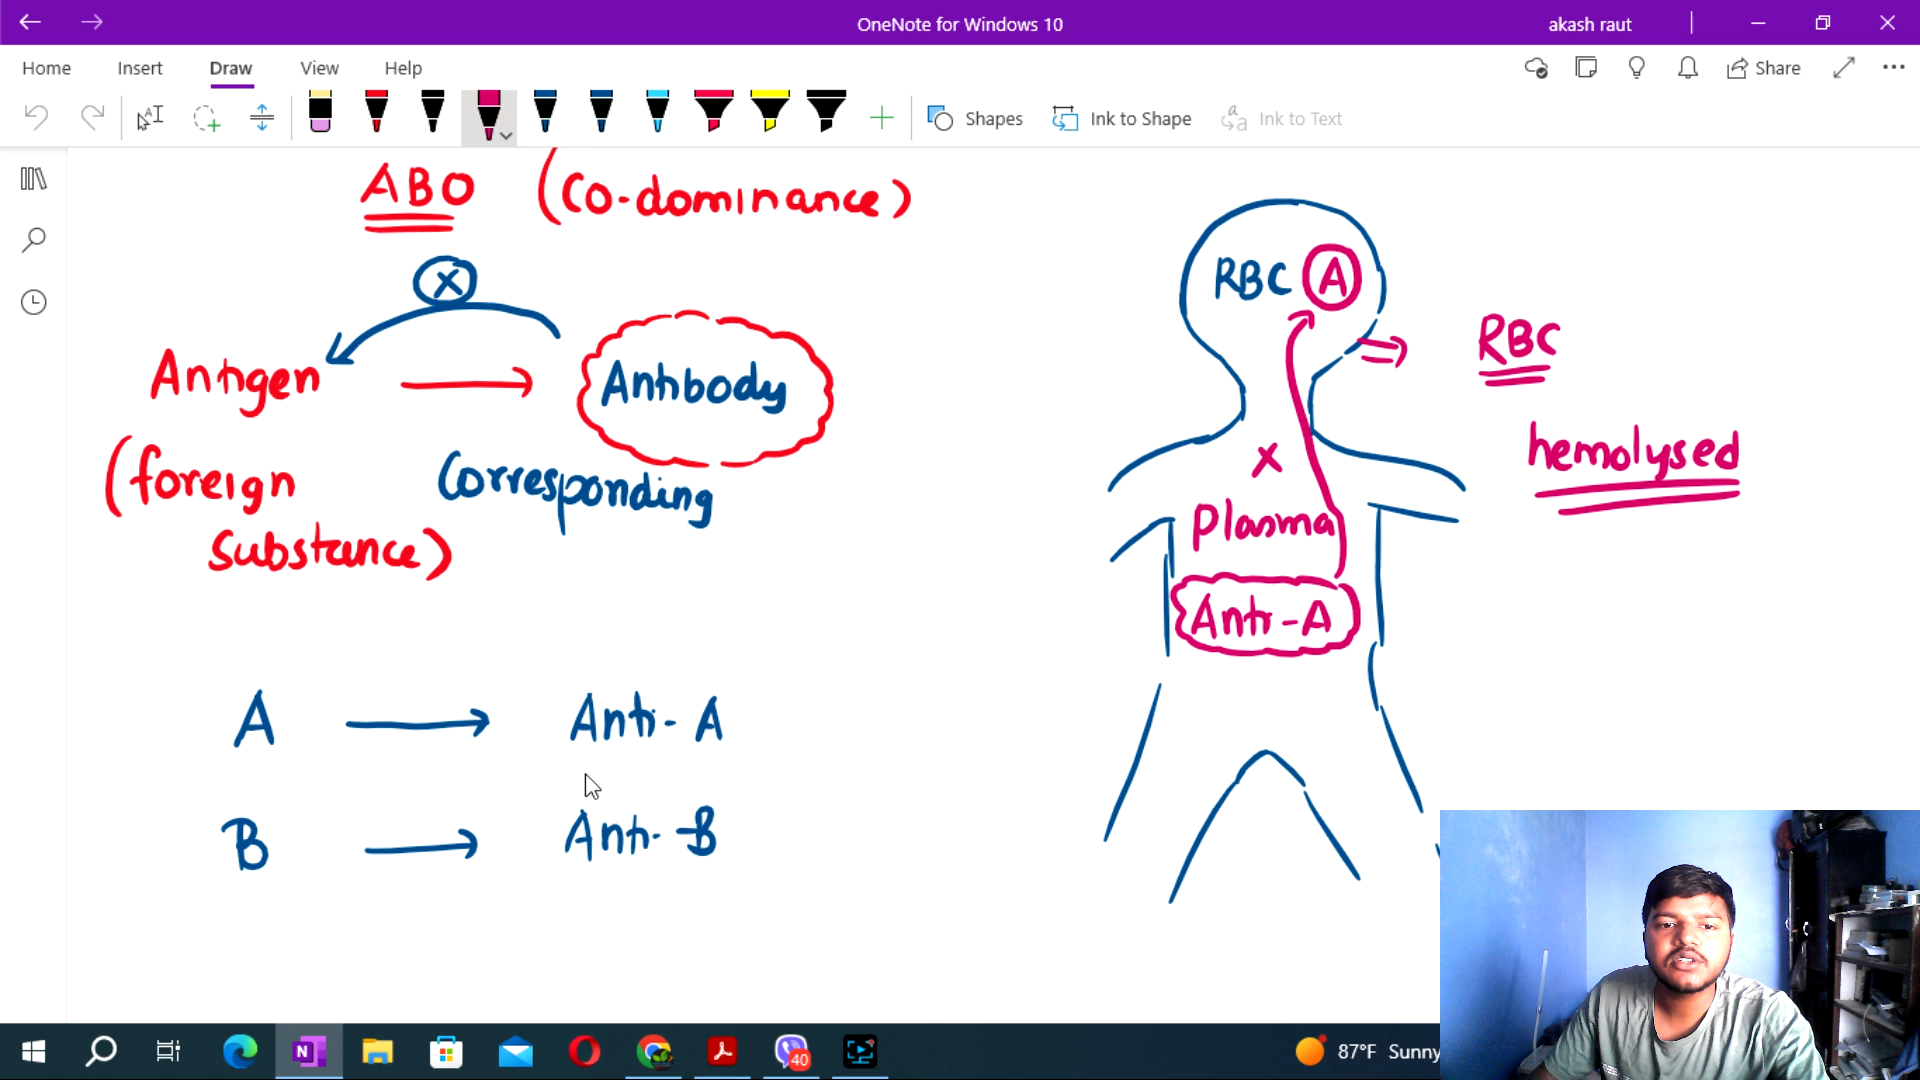 OneNote for Windows 10
akash raut
Home Insert Draw View Help
Share
Shapes
Ink to Shape
Ink to Text
ABO (Co-dominance)
X
Antigen → Antibody
(foreign substance)
Corresponding
A → Anti-A
B → Anti-B
RBC A
X
Plasma
Anti-A
⇒ RBC
hemolysed
40
87°F Sunny